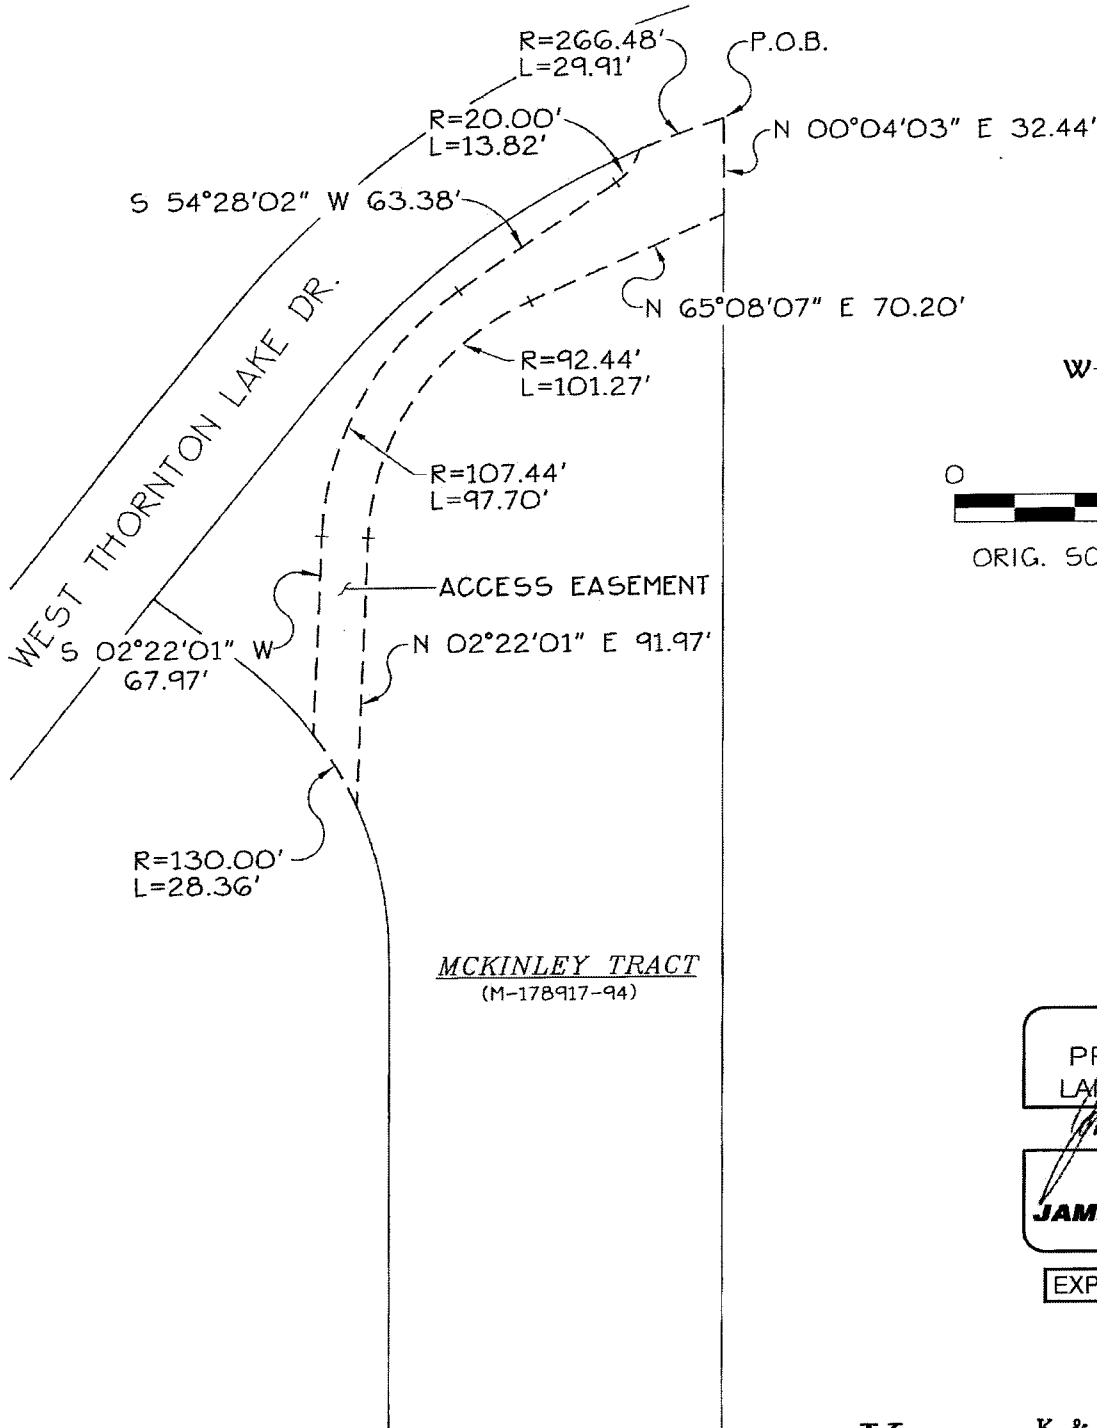 R=266.48'
L=29.91'
P.O.B.
R=20.00'
L=13.82'
N 00°04'03" E 32.44'
S 54°28'02" W 63.38'
N 65°08'07" E 70.20'
R=92.44'
L=101.27'
W
R=107.44'
L=97.70'
0
ORIG. SC
WEST THORNTON LAKE DR.
ACCESS EASEMENT
S 02°22'01" W
67.97'
N 02°22'01" E 91.97'
R=130.00'
L=28.36'
MCKINLEY TRACT
(M-178917-94)
PR
LAN
JAM
EXP
K &